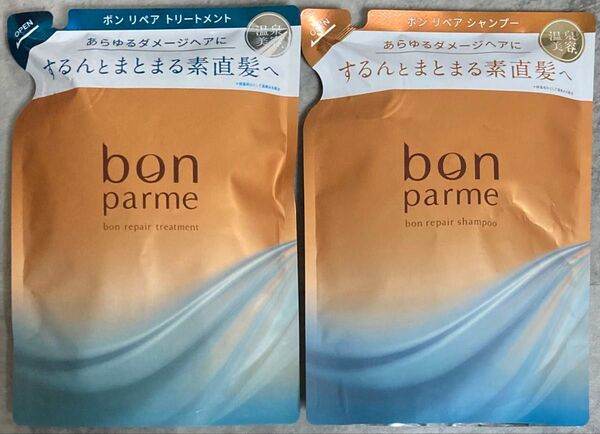 OPEN
ボン リペア トリートメント
あらゆるダメージヘアに
するんとまとまる素直髪へ
温泉
美容
bon
parme
bon repair treatment
OPEN
ボン リペア シャンプー
あらゆるダメージヘアに
するんとまとまる素直髪へ
温泉
美容
bon
parme
bon repair shampoo